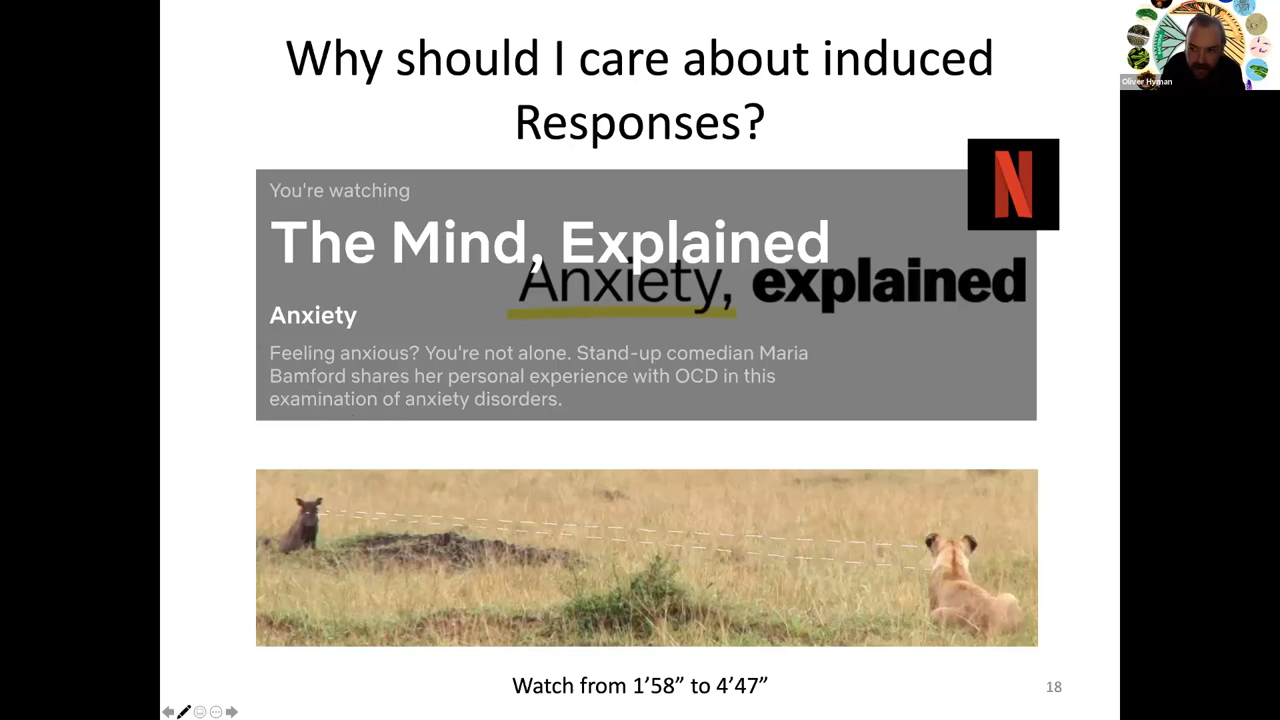 Why should I care about induced
Responses?
Oliver Hyman
N
You're watching
The Mind, Explained
Anxiety, explained
Anxiety
Feeling anxious? You're not alone. Stand-up comedian Maria
Bamford shares her personal experience with OCD in this
examination of anxiety disorders.
Watch from 1’58” to 4’47”
18